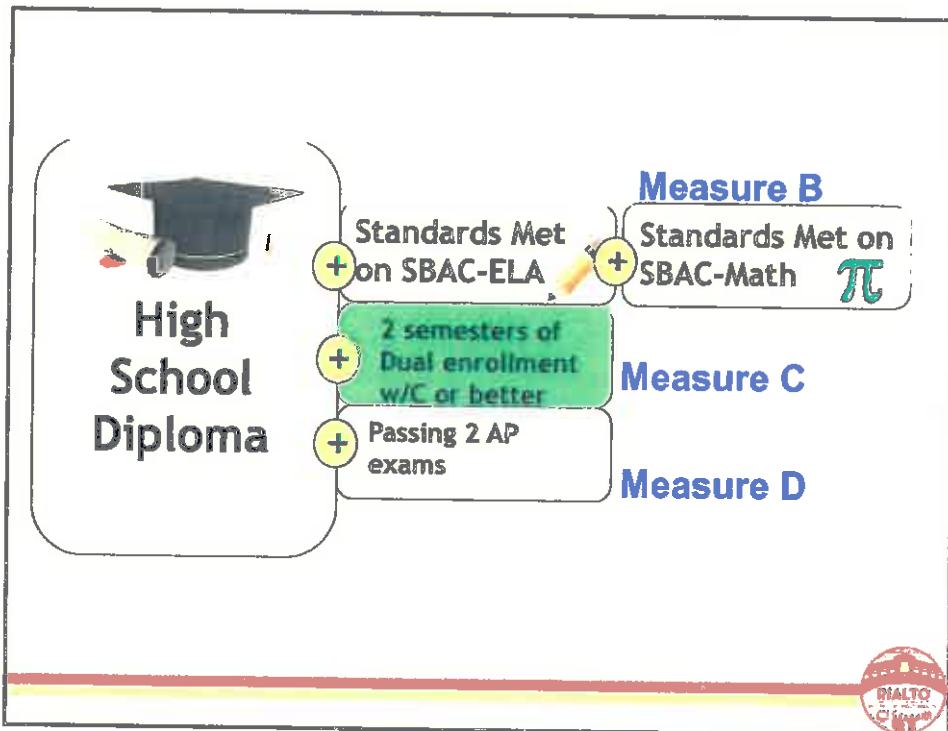 High
School
Diploma
+
Standards Met
on SBAC-ELA
+
Measure B
Standards Met on
SBAC-Math π
+
2 semesters of
Dual enrollment
w/C or better
Measure C
+
Passing 2 AP
exams
Measure D
RIALTO